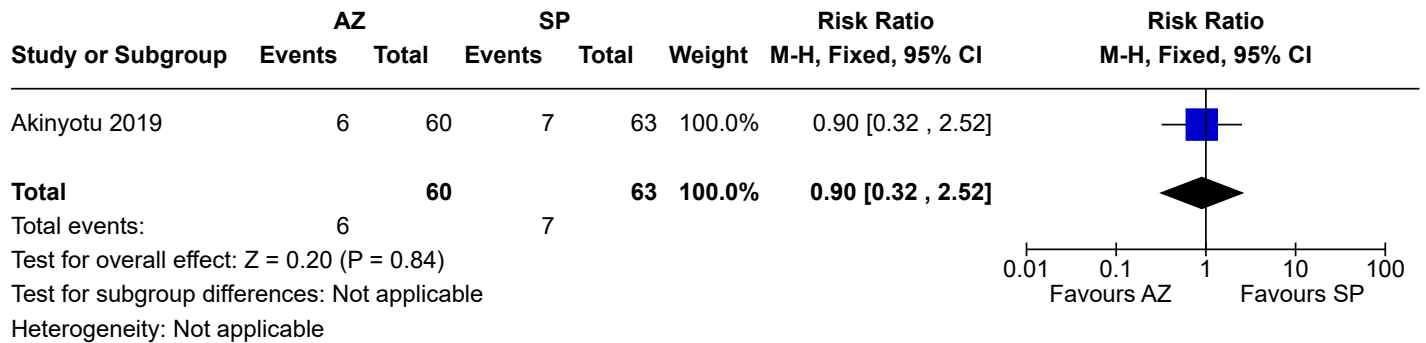 AZ SP Risk Ratio Risk Ratio
Study or Subgroup Events Total Events Total Weight M-H, Fixed, 95% CI M-H, Fixed, 95% CI
Akinyotu 2019 6 60 7 63 100.0% 0.90 [0.32 , 2.52]
Total 60 63 100.0% 0.90 [0.32 , 2.52]
Total events: 6 7
Test for overall effect: Z = 0.20 (P = 0.84)
0.01 0.1 1 10 100
Test for subgroup differences: Not applicable Favours AZ Favours SP
Heterogeneity: Not applicable